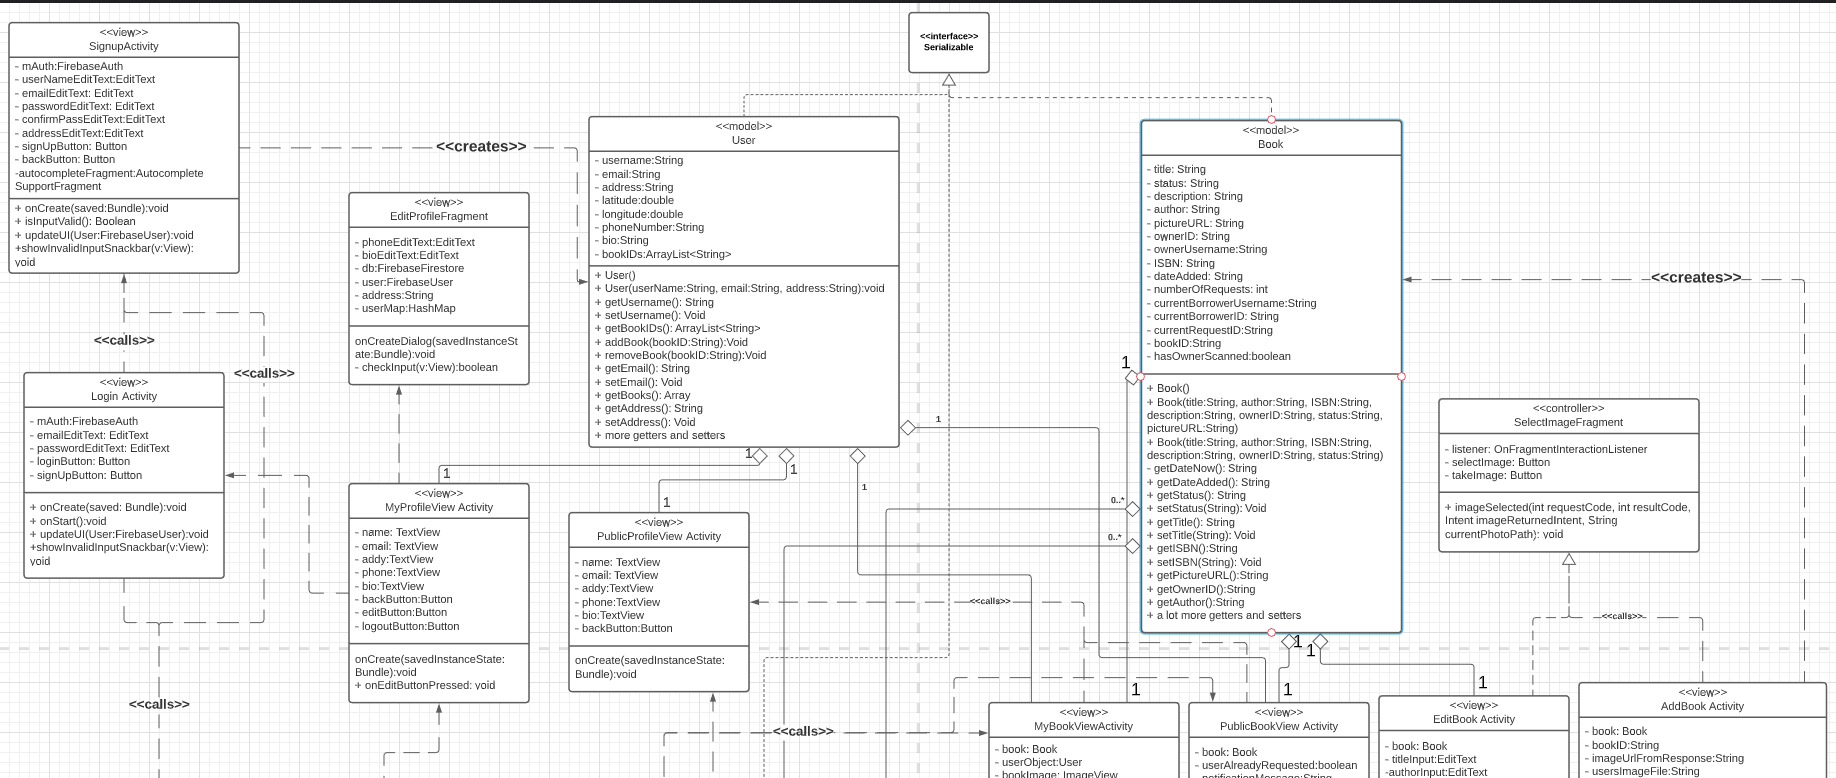 <<view>>
SignupActivity
- mAuth:FirebaseAuth
- userNameEditText:EditText
- emailEditText: EditText
- passwordEditText: EditText
- confirmPassEditText:EditText
- addressEditText:EditText
- signUpButton: Button
- backButton: Button
-autocompleteFragment:Autocomplete
SupportFragment
+ onCreate(saved:Bundle):void
+ isInputValid(): Boolean
+ updateUI(User:FirebaseUser):void
+showInvalidInputSnackbar(v:View):
void
<<calls>>
<<calls>>
<<view>>
Login Activity
- mAuth:FirebaseAuth
- emailEditText: EditText
- passwordEditText: EditText
- loginButton: Button
- signUpButton: Button
+ onCreate(saved: Bundle):void
+ onStart():void
+ updateUI(User:FirebaseUser):void
+showInvalidInputSnackbar(v:View):
void
<<calls>>
<<creates>>
<<view>>
EditProfileFragment
- phoneEditText:EditText
- bioEditText:EditText
- db:FirebaseFirestore
- user:FirebaseUser
- address:String
- userMap:HashMap
onCreateDialog(savedInstanceSt
ate:Bundle):void
- checkInput(v:View):boolean
1
<<view>>
MyProfileView Activity
- name: TextView
- email: TextView
- addy:TextView
- phone:TextView
- bio:TextView
- backButton:Button
- editButton:Button
- logoutButton:Button
onCreate(savedInstanceState:
Bundle):void
+ onEditButtonPressed: void
<<interface>>
Serializable
<<model>>
User
- username:String
- email:String
- address:String
- latitude:double
- longitude:double
- phoneNumber:String
- bio:String
- bookIDs:ArrayList<String>
+ User()
+ User(userName:String, email:String, address:String):void
+ getUsername(): String
+ setUsername(): Void
+ getBookIDs(): ArrayList<String>
+ addBook(bookID:String):Void
+ removeBook(bookID:String):Void
+ getEmail(): String
+ setEmail(): Void
+ getBooks(): Array
+ getAddress(): String
+ setAddress(): Void
+ more getters and setters
1
1
1
1
1
<<view>>
PublicProfileView Activity
- name: TextView
- email: TextView
- addy:TextView
- phone:TextView
- bio:TextView
- backButton:Button
onCreate(savedInstanceState:
Bundle):void
<<calls>>
<<calls>>
<<model>>
Book
- title: String
- status: String
- description: String
- author: String
- pictureURL: String
- ownerID: String
- ownerUsername:String
- ISBN: String
- dateAdded: String
- numberOfRequests: int
- currentBorrowerUsername:String
- currentBorrowerID: String
- currentRequestID:String
- bookID:String
- hasOwnerScanned:boolean
+ Book()
+ Book(title:String, author:String, ISBN:String,
description:String, ownerID:String, status:String,
pictureURL:String)
+ Book(title:String, author:String, ISBN:String,
description:String, ownerID:String, status:String)
- getDateNow(): String
+ getDateAdded(): String
+ getStatus(): String
+ setStatus(String): Void
+ getTitle(): String
+ setTitle(String): Void
+ getISBN():String
+ setISBN(String): Void
+ getPictureURL():String
+ getOwnerID():String
+ getAuthor():String
+ a lot more getters and setters
1
0..*
0..*
1
1
1
1
1
<<creates>>
<<controller>>
SelectImageFragment
- listener: OnFragmentInteractionListener
- selectImage: Button
- takeImage: Button
+ imageSelected(int requestCode, int resultCode,
Intent imageReturnedIntent, String
currentPhotoPath): void
<<calls>>
<<view>>
MyBookViewActivity
- book: Book
- userObject:User
- bookImage: ImageView
<<view>>
PublicBookView Activity
- book: Book
- userAlreadyRequested:boolean
- notificationMessage:String
<<view>>
EditBook Activity
- book: Book
- titleInput:EditText
-authorInput:EditText
<<view>>
AddBook Activity
- book: Book
- bookID:String
- imageUrlFromResponse:String
- usersImageFile:String